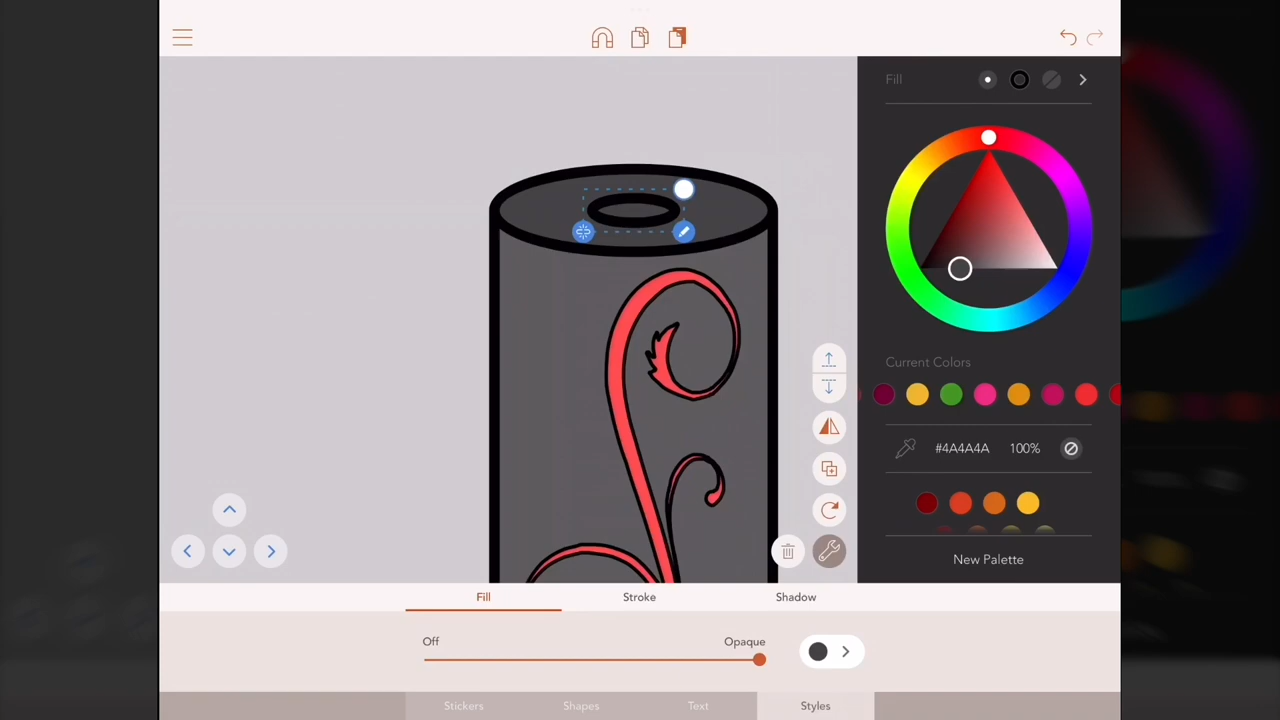 Fill
Current Colors
#4A4A4A 100%
New Palette
Fill Stroke Shadow
Off Opaque
Stickers Shapes Text Styles